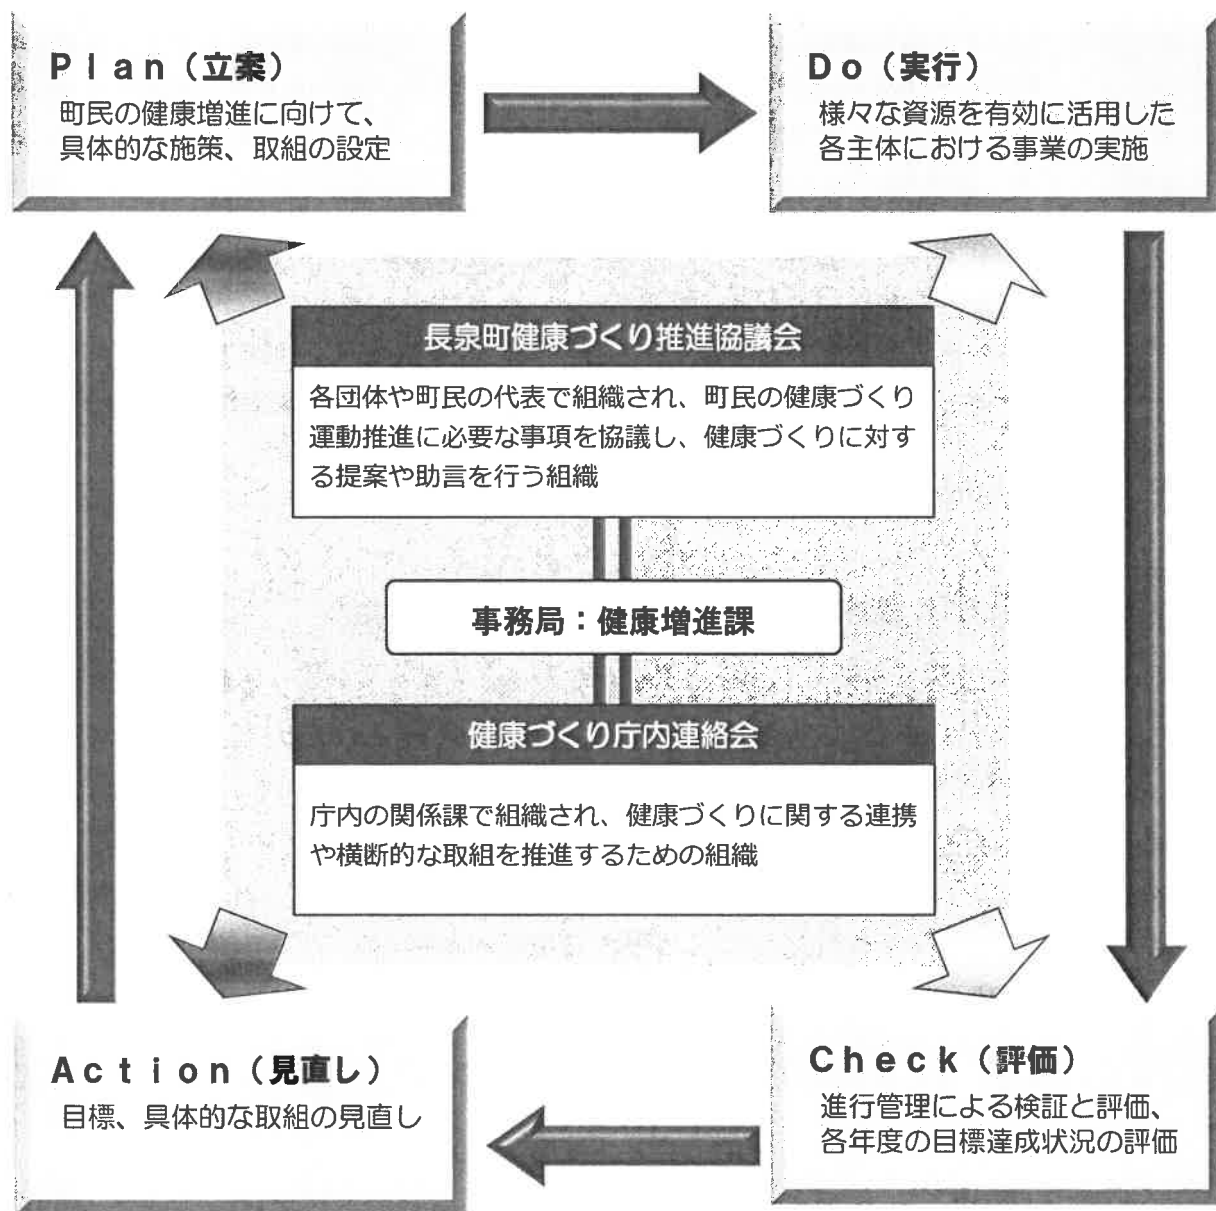 Plan(立案)
町民の健康増進に向けて、
具体的な施策、取組の設定
Do(実行)
様々な資源を有効に活用した
各主体における事業の実施
長泉町健康づくり推進協議会
各団体や町民の代表で組織され、町民の健康づくり
運動推進に必要な事項を協議し、健康づくりに対す
る提案や助言を行う組織
事務局:健康増進課
健康づくり庁内連絡会
庁内の関係課で組織され、健康づくりに関する連携
や横断的な取組を推進するための組織
Action(見直し)
目標、具体的な取組の見直し
Check(評価)
進行管理による検証と評価、
各年度の目標達成状況の評価